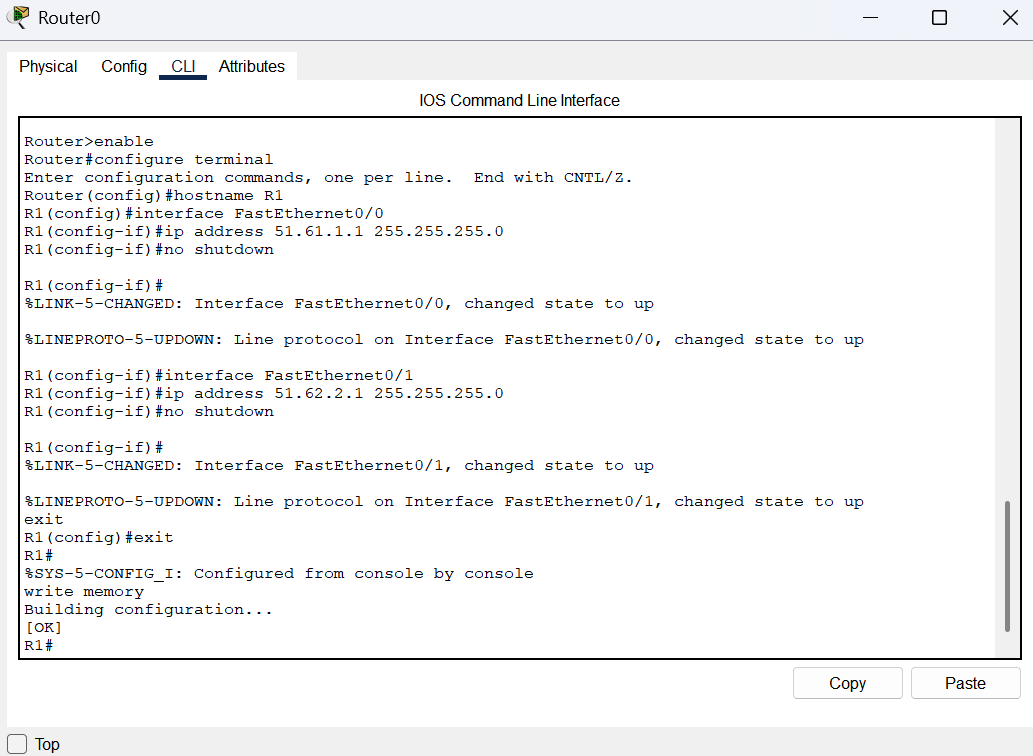 Router0
Physical Config CLI Attributes
IOS Command Line Interface
Router>enable
Router#configure terminal
Enter configuration commands, one per line.  End with CNTL/Z.
Router(config)#hostname R1
R1(config)#interface FastEthernet0/0
R1(config-if)#ip address 51.61.1.1 255.255.255.0
R1(config-if)#no shutdown
R1(config-if)#
%LINK-5-CHANGED: Interface FastEthernet0/0, changed state to up
%LINEPROTO-5-UPDOWN: Line protocol on Interface FastEthernet0/0, changed state to up
R1(config-if)#interface FastEthernet0/1
R1(config-if)#ip address 51.62.2.1 255.255.255.0
R1(config-if)#no shutdown
R1(config-if)#
%LINK-5-CHANGED: Interface FastEthernet0/1, changed state to up
%LINEPROTO-5-UPDOWN: Line protocol on Interface FastEthernet0/1, changed state to up
exit
R1(config)#exit
R1#
%SYS-5-CONFIG_I: Configured from console by console
write memory
Building configuration...
[OK]
R1#
Copy Paste
Top